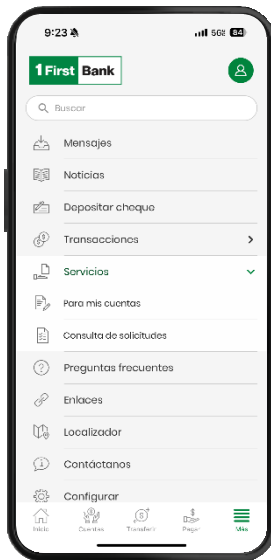 9:23
5G
84
1 First Bank
Buscar
Mensajes
Noticias
Depositar cheque
Transacciones
Servicios
Para mis cuentas
Consulta de solicitudes
Preguntas frecuentes
Enlaces
Localizador
Contáctanos
Configurar
Inicio Cuentas Transferir Pagar Más